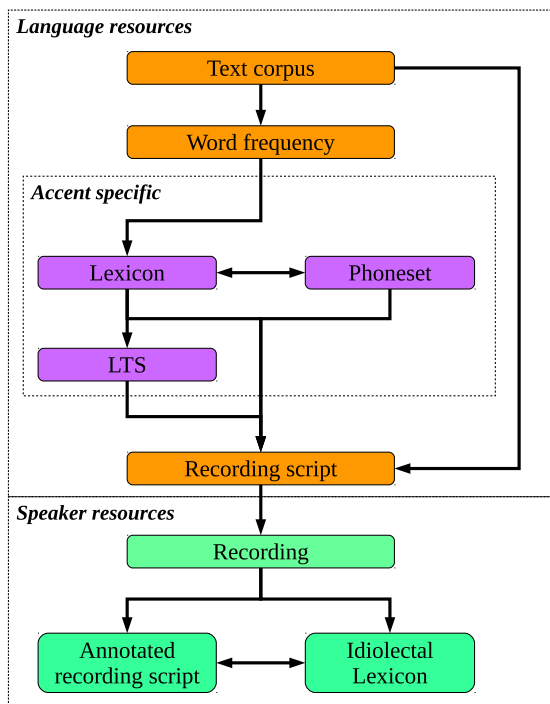 Language resources
Text corpus
Word frequency
Accent specific
Lexicon
Phoneset
LTS
Recording script
Speaker resources
Recording
Annotated
recording script
Idiolectal
Lexicon